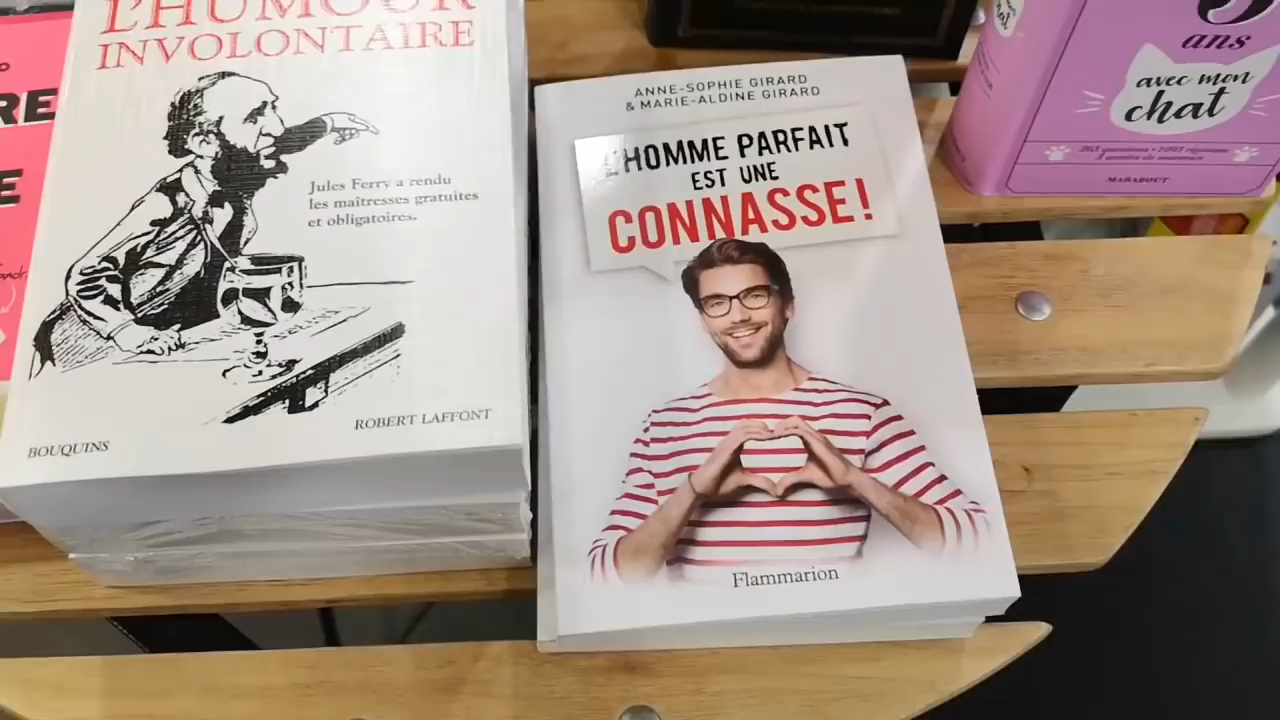 L'HUMOUR
INVOLONTAIRE
Jules Ferry a rendu
les maîtresses gratuites
et obligatoires.
ROBERT LAFFONT
BOUQUINS
ANNE-SOPHIE GIRARD
& MARIE-ALDINE GIRARD
L'HOMME PARFAIT
EST UNE
CONNASSE!
Flammarion
ans
avec mon
chat
MARABOUT
RE
E